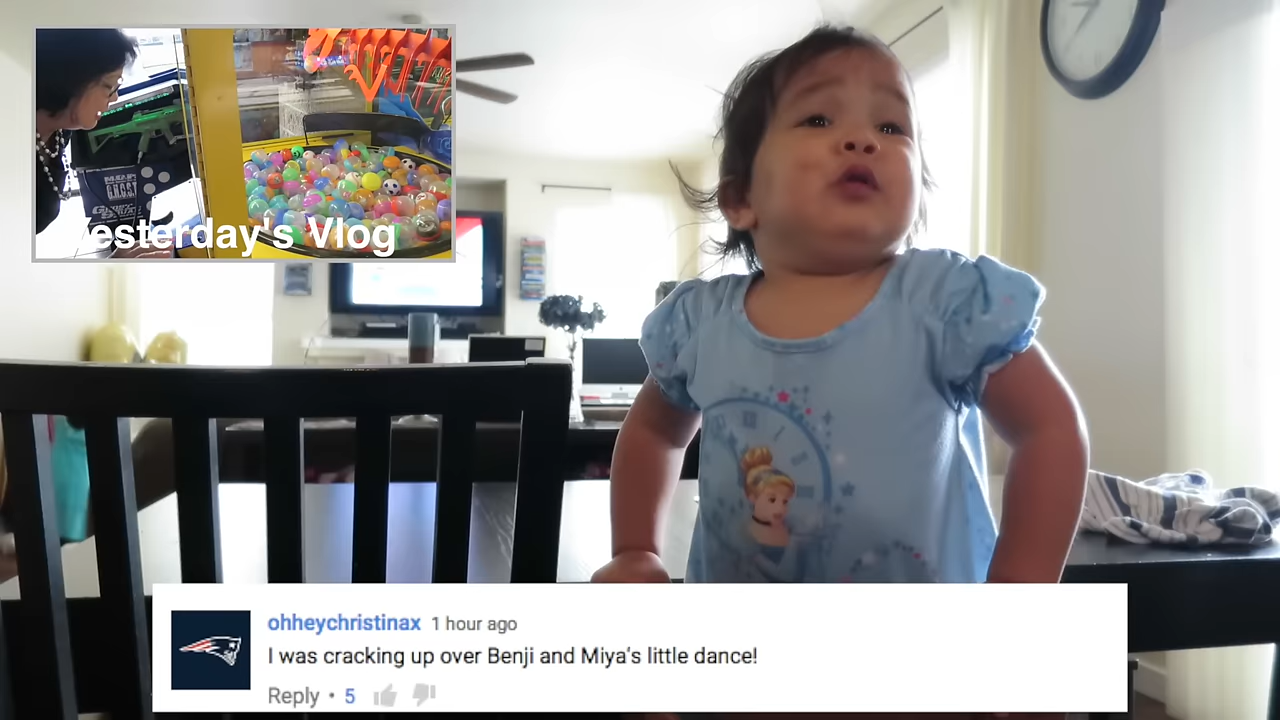 Yesterday's Vlog
ohheychristinax 1 hour ago
I was cracking up over Benji and Miya's little dance!
Reply • 5